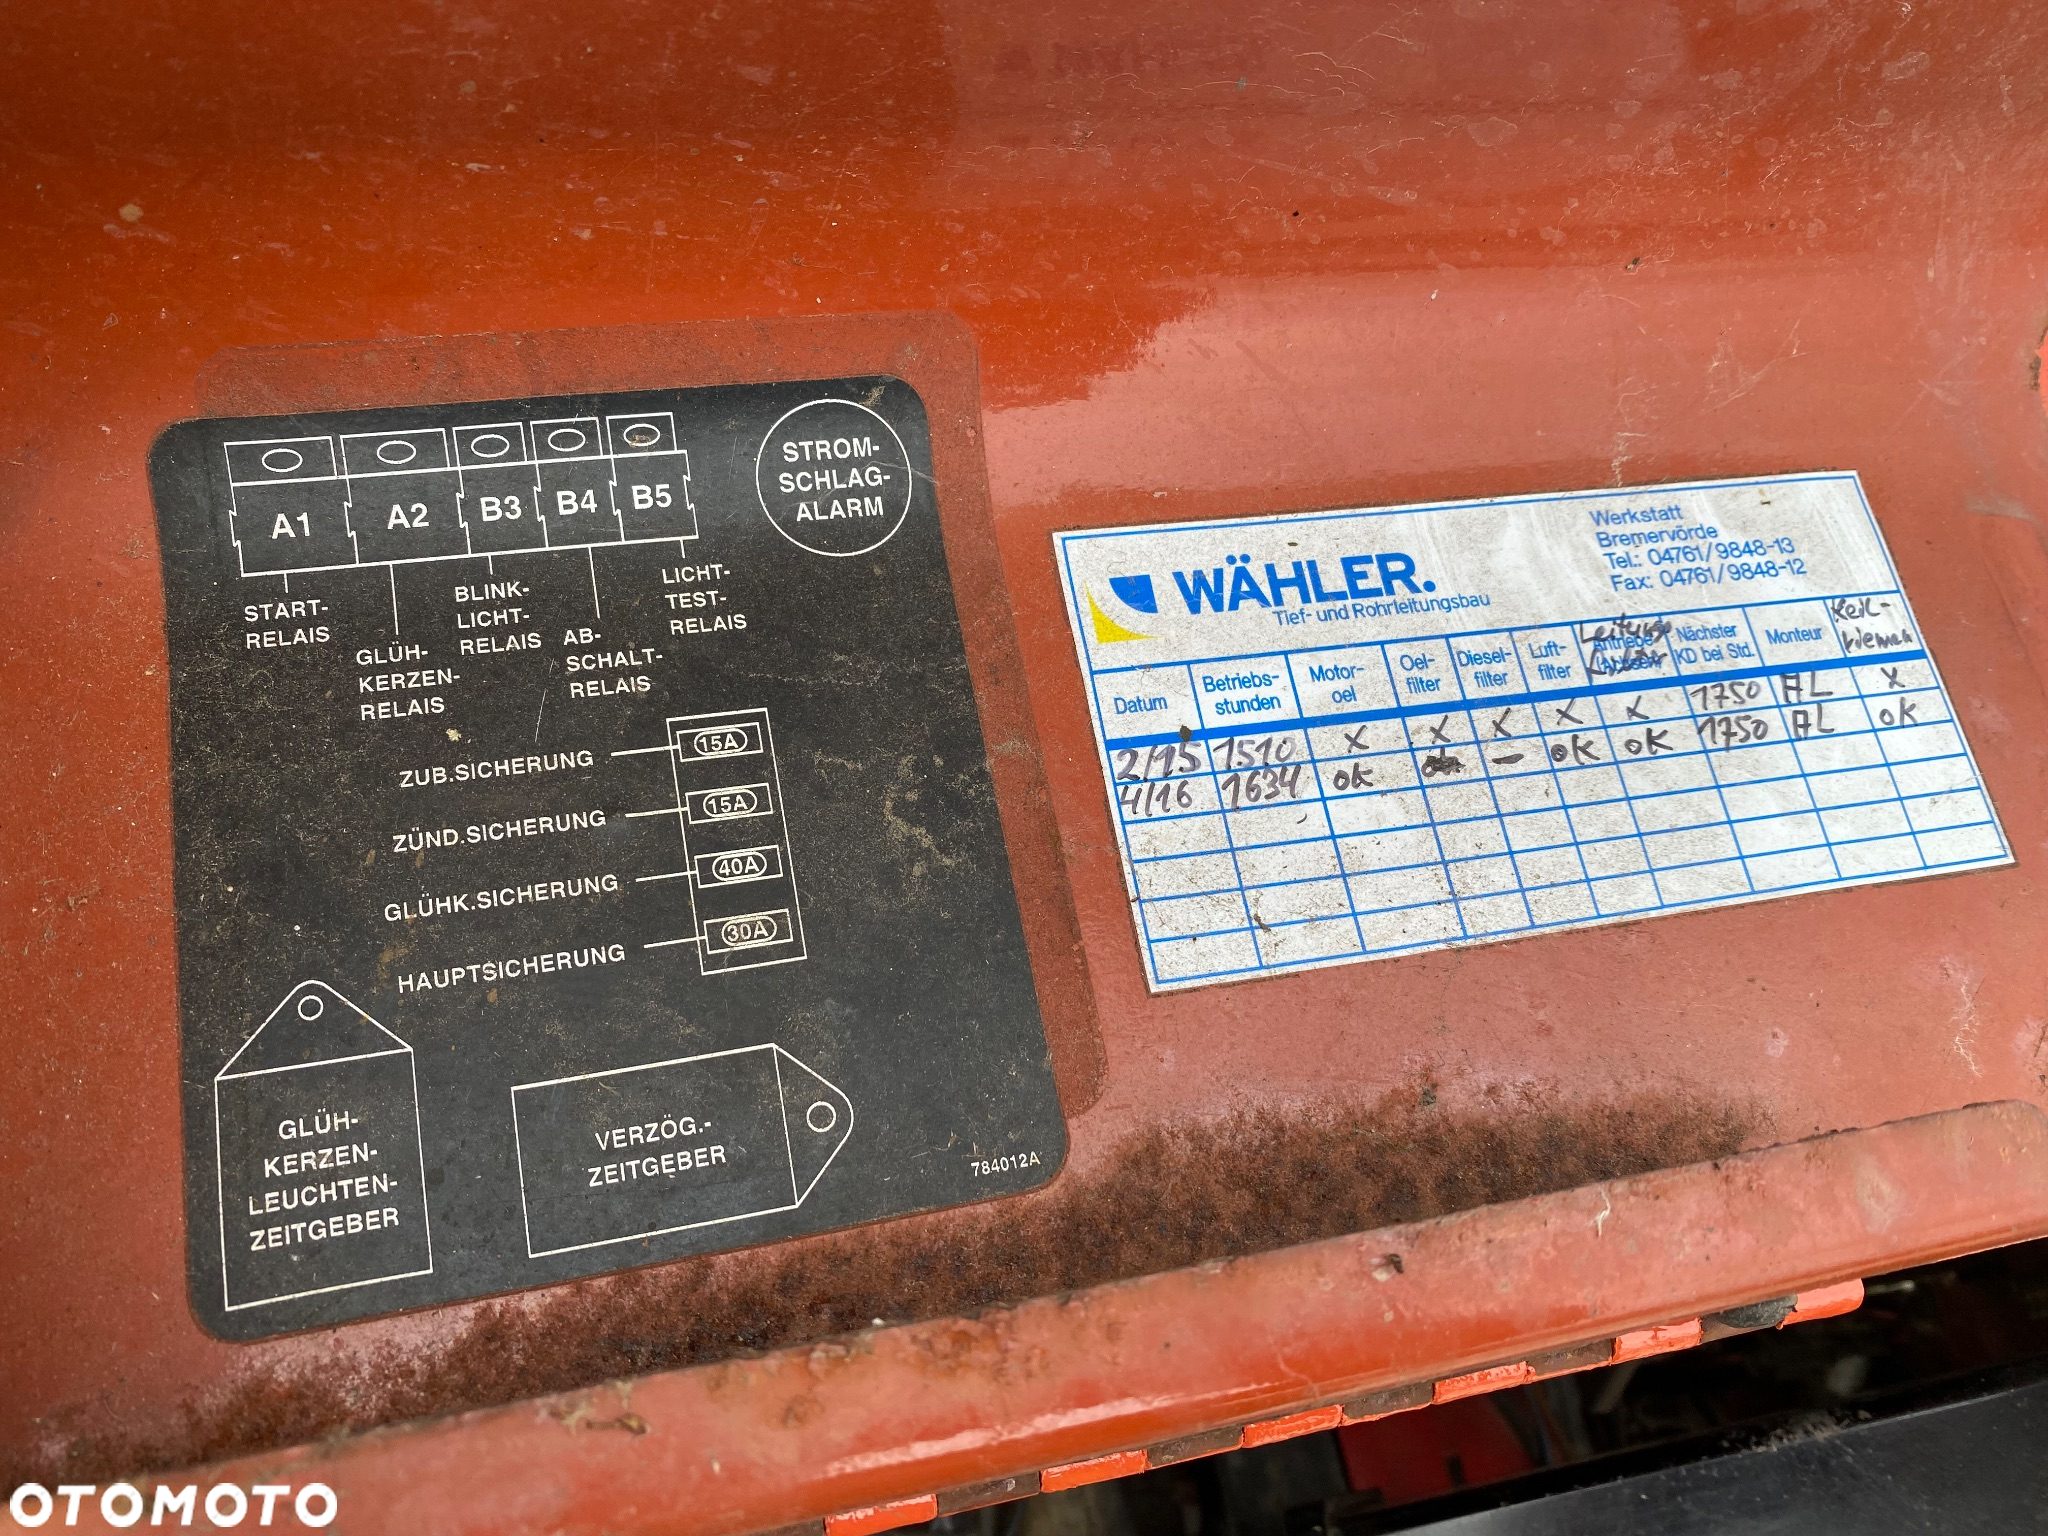 A1 A2 B3 B4 B5
STROM-
SCHLAG-
ALARM
START-
RELAIS
GLÜH-
KERZEN-
RELAIS
BLINK-
LICHT-
RELAIS
AB-
SCHALT-
RELAIS
LICHT-
TEST-
RELAIS
ZUB.SICHERUNG 15A
ZÜND.SICHERUNG 15A
GLÜHK.SICHERUNG 40A
HAUPTSICHERUNG 30A
GLÜH-
KERZEN-
LEUCHTEN-
ZEITGEBER
VERZÖG.-
ZEITGEBER
784012A
WÄHLER.
Tief- und Rohrleitungsbau
Werkstatt
Bremervörde
Tel.: 04761/9848-13
Fax: 04761/9848-12
Datum Betriebs-stunden Motor-oel Oel-filter Diesel-filter Luft-filter Antriebe (Achsen) Nächster KD bei Std. Monteur Keil-riemen
2/15 1510 x x x x x 1750 AL x
4/16 1634 ok - ok ok 1750 AL ok
OTOMOTO